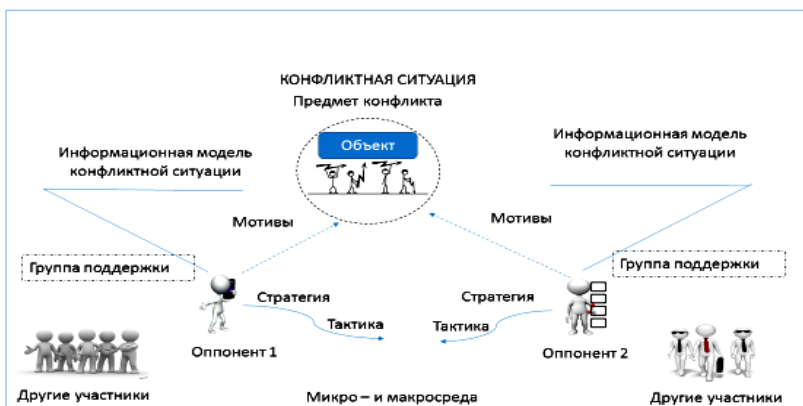 КОНФЛИКТНАЯ СИТУАЦИЯ
Предмет конфликта
Объект
Информационная модель
конфликтной ситуации
Информационная модель
конфликтной ситуации
Мотивы
Мотивы
Группа поддержки
Группа поддержки
Стратегия
Тактика
Стратегия
Тактика
Оппонент 1
Оппонент 2
Другие участники
Микро – и макросреда
Другие участники